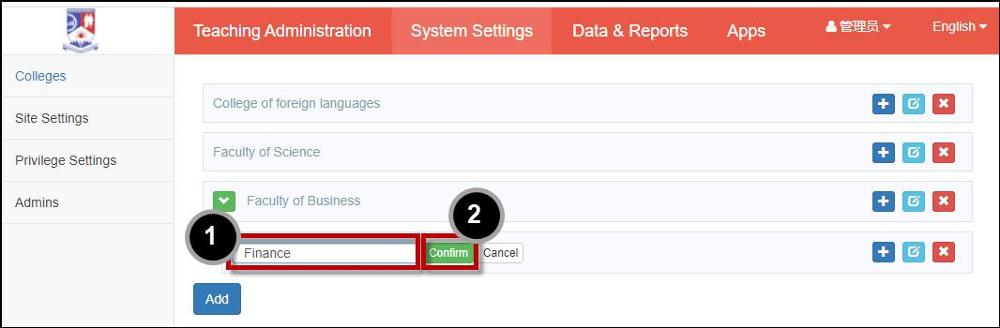 Teaching Administration System Settings Data & Reports Apps 管理员 English
Colleges
Site Settings
Privilege Settings
Admins
College of foreign languages
Faculty of Science
Faculty of Business
1
2
Finance Confirm Cancel
Add